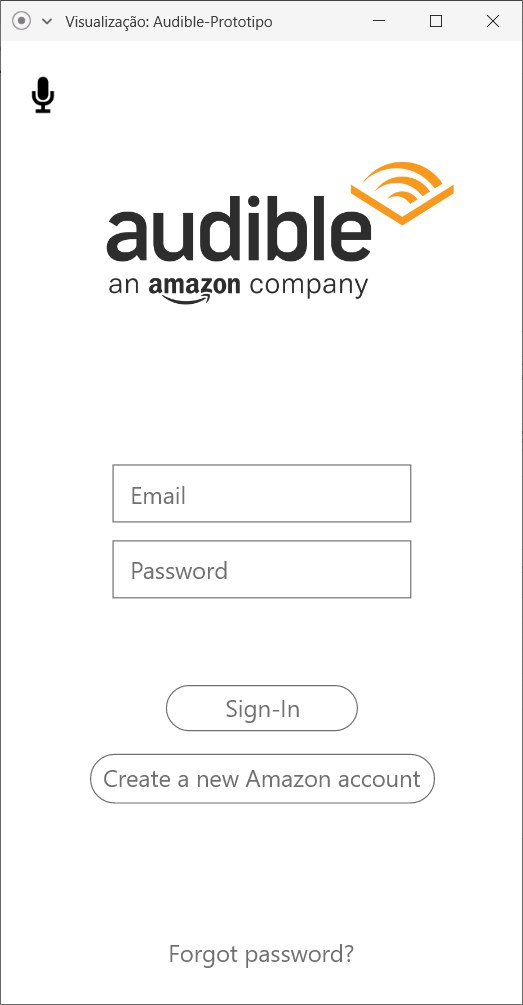 Visualização: Audible-Prototipo
audible
an amazon company
Email
Password
Sign-In
Create a new Amazon account
Forgot password?